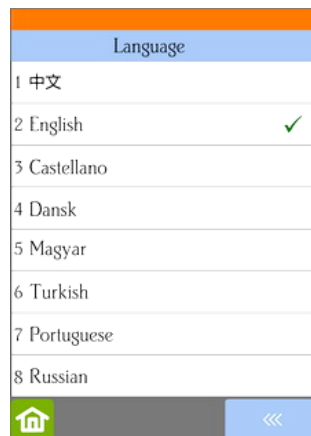 Language
1 中文
2 English
3 Castellano
4 Dansk
5 Magyar
6 Turkish
7 Portuguese
8 Russian